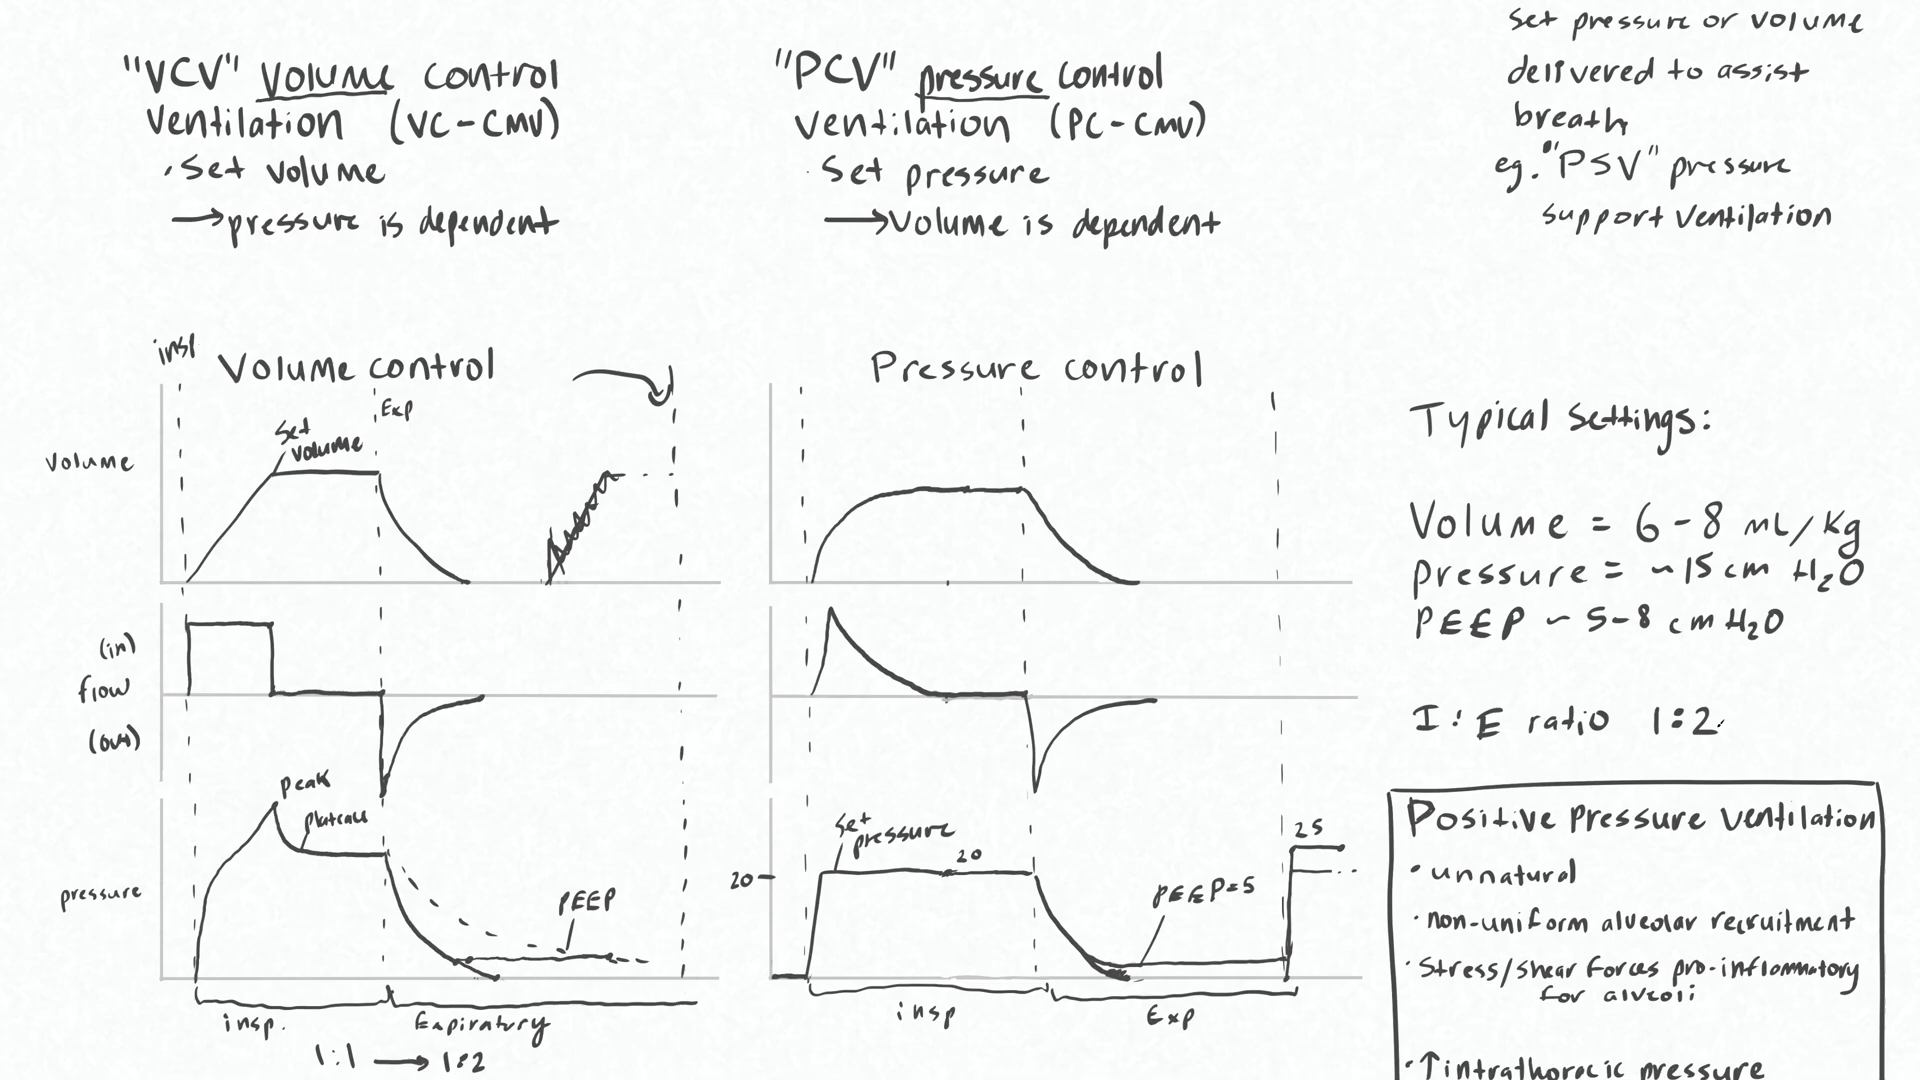 "VCV" Volume control
Ventilation (VC-CMV)
· Set volume
→ pressure is dependent
"PCV" pressure control
ventilation (PC-CMV)
· Set pressure
→ Volume is dependent
Set pressure or volume
delivered to assist
breath
eg. "PSV" pressure
support ventilation
insp
Volume control
Exp
Set
volume
volume
(in)
flow
(out)
peak
plateau
pressure
PEEP
insp.
Expiratory
1:1 → 1:2
Pressure control
Set
pressure
20
20
PEEP=5
25
insp
Exp
Typical Settings:
Volume = 6-8 mL/Kg
pressure = ~15 cm H₂O
PEEP ~ 5-8 cm H₂O
I:E ratio 1:2
Positive Pressure Ventilation
· unnatural
· non-uniform alveolar recruitment
· Stress/shear forces pro-inflammatory
for alveoli
· ↑ intrathoracic pressure